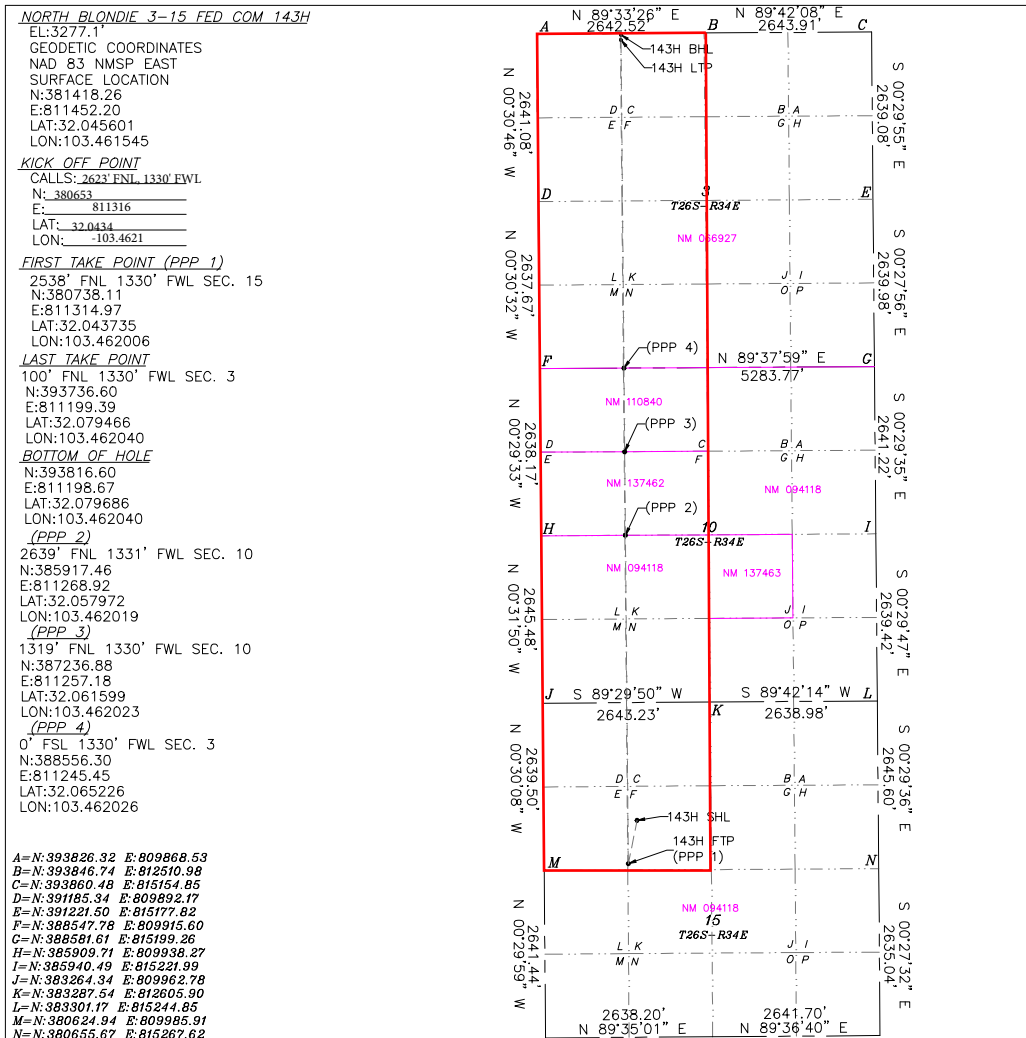 NORTH BLONDIE 3-15 FED COM 143H
EL:3277.1'
GEODETIC COORDINATES
NAD 83 NMSP EAST
SURFACE LOCATION
N:381418.26
E:811452.20
LAT:32.045601
LON:103.461545
KICK OFF POINT
CALLS: 2623' FNL, 1330' FWL
N: 380653
E: 811316
LAT: 32.0434
LON: -103.4621
FIRST TAKE POINT (PPP 1)
2538' FNL 1330' FWL SEC. 15
N:380738.11
E:811314.97
LAT:32.043735
LON:103.462006
LAST TAKE POINT
100' FNL 1330' FWL SEC. 3
N:393736.60
E:811199.39
LAT:32.079466
LON:103.462040
BOTTOM OF HOLE
N:393816.60
E:811198.67
LAT:32.079686
LON:103.462040
(PPP 2)
2639' FNL 1331' FWL SEC. 10
N:385917.46
E:811268.92
LAT:32.057972
LON:103.462019
(PPP 3)
1319' FNL 1330' FWL SEC. 10
N:387236.88
E:811257.18
LAT:32.061599
LON:103.462023
(PPP 4)
0' FSL 1330' FWL SEC. 3
N:388556.30
E:811245.45
LAT:32.065226
LON:103.462026
A=N:393826.32 E:809868.53
B=N:393846.74 E:812510.98
C=N:393860.48 E:815154.85
D=N:391185.34 E:809892.17
E=N:391221.50 E:815177.82
F=N:388547.78 E:809915.60
G=N:388581.61 E:815199.26
H=N:385909.71 E:809938.27
I=N:385940.49 E:815221.99
J=N:383264.34 E:809962.78
K=N:383287.54 E:812605.90
L=N:383301.17 E:815244.85
M=N:380624.94 E:809985.91
N=N:380655.67 E:815267.62
N 89°33'26" E
2642.52'
N 89°42'08" E
2643.91'
A
B
C
143H BHL
143H LTP
2641.08'
N 00°30'46" W
S 00°29'55" E
2639.08'
D C
E F
B A
G H
D
E
3
T26S-R34E
NM 066927
2637.67'
N 00°30'32" W
S 00°27'56" E
2639.98'
L K
M N
J I
O P
F
(PPP 4)
N 89°37'59" E
5283.77'
G
NM 110840
(PPP 3)
D
E
C
F
B A
G H
2638.17'
N 00°29'33" W
S 00°29'35" E
2641.22'
NM 137462
NM 094118
(PPP 2)
H
I
10
T26S-R34E
NM 094118
NM 137463
2645.48'
N 00°31'50" W
S 00°29'47" E
2639.42'
L K
M N
J I
O P
J
S 89°29'50" W
2643.23'
K
S 89°42'14" W
2638.98'
L
2639.50'
N 00°30'08" W
S 00°29'36" E
2645.60'
D C
E F
B A
G H
143H SHL
143H FTP
(PPP 1)
M
N
NM 094118
15
T26S-R34E
2641.44'
N 00°29'59" W
S 00°27'32" E
2635.04'
L K
M N
J I
O P
2638.20'
N 89°35'01" E
2641.70'
N 89°36'40" E